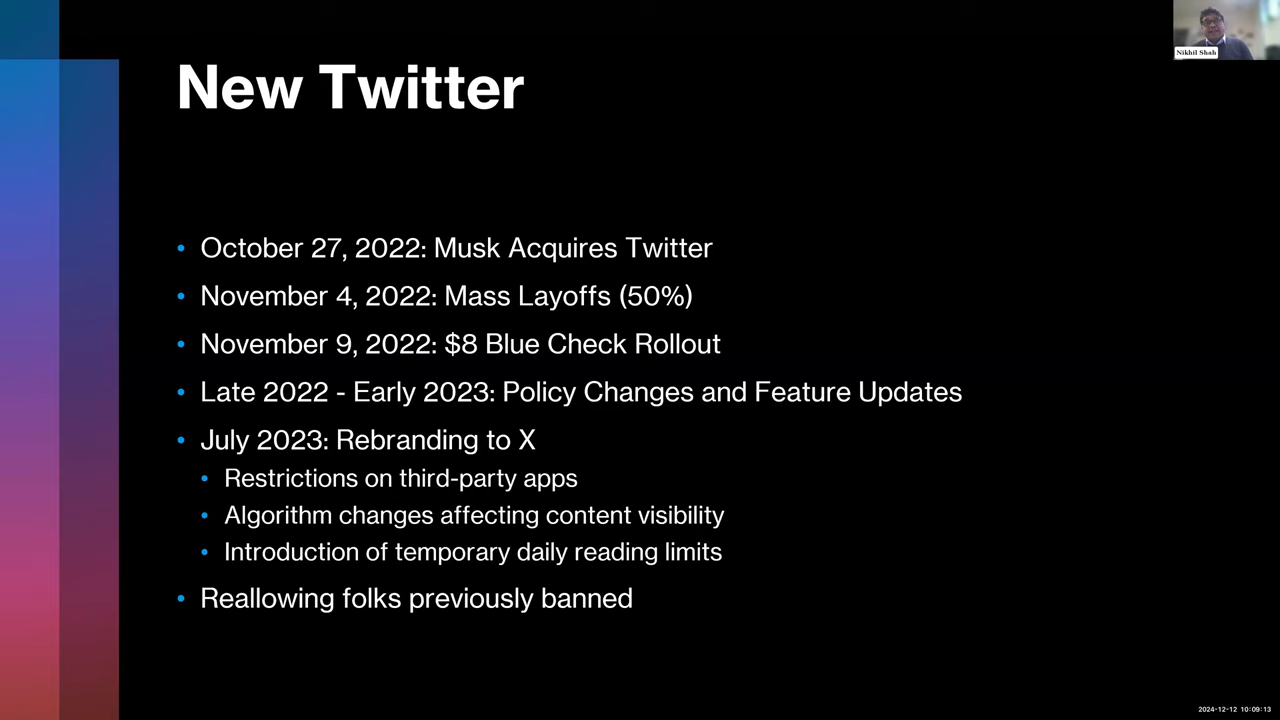 Nikhil Shah
New Twitter
• October 27, 2022: Musk Acquires Twitter
• November 4, 2022: Mass Layoffs (50%)
• November 9, 2022: $8 Blue Check Rollout
• Late 2022 - Early 2023: Policy Changes and Feature Updates
• July 2023: Rebranding to X
• Restrictions on third-party apps
• Algorithm changes affecting content visibility
• Introduction of temporary daily reading limits
• Reallowing folks previously banned
2024-12-12 10:09:13